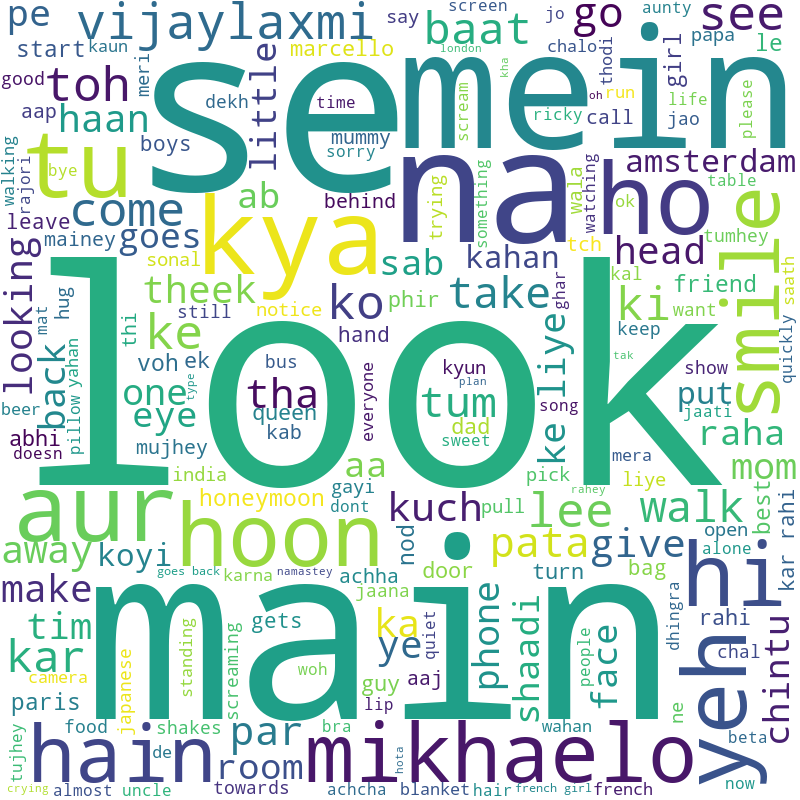 pe
vijaylaxmi
say
screen
jo
aunty
go
see
start
kaun
meri
marcello
baat
chalo
thodi
girl
papa
le
good
toh
se
mein
london
kha
oh
run
life
please
aap
haan
dekh
little
time
scream
ricky
call
jao
walking
rajori
tu
boys
mummy
sorry
na
ho
watching
amsterdam
bye
ab
behind
trying
something
wala
ok
table
leave
come
kya
smile
mainey
goes
sonal
sab
kahan
tch
head
tumhey
looking
theek
ko
phir
take
ghar
kal
ki
friend
saath
mat
hug
still
notice
look
want
quickly
thi
ke
hand
liye
keep
back
pillow
yahan
voh
ek
bus
tha
kyun
plan
tak
show
beer
one
type
queen
everyone
tum
song
put
jaati
abhi
eye
kab
dad
ke
mera
raha
doesn
mujhey
sweet
india
aa
pick
liye
mom
aur
honeymoon
gayi
rahey
best
hoon
dont
kuch
pull
lee
walk
away
koyi
nod
pata
give
open
alone
goes back
karna
namastey
achha
door
turn
bag
hi
kar rahi
make
main
jaana
phone
shaadi
tim
gets
ka
quiet
face
people
dhingra
rahi
kar
standing
screaming
woh
ye
chal
chintu
camera
japanese
guy
aaj
yeh
paris
lip
ne
tujhey
hain
food
shakes
bra
par
mikhaelo
wahan
beta
de
room
hota
now
crying
almost
uncle
towards
achcha
blanket
hair
french girl
french